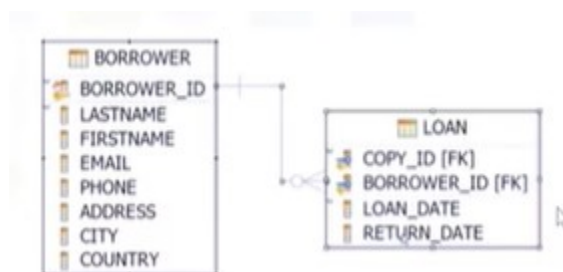 BORROWER
BORROWER_ID
LASTNAME
FIRSTNAME
EMAIL
PHONE
ADDRESS
CITY
COUNTRY
LOAN
COPY_ID [FK]
BORROWER_ID [FK]
LOAN_DATE
RETURN_DATE